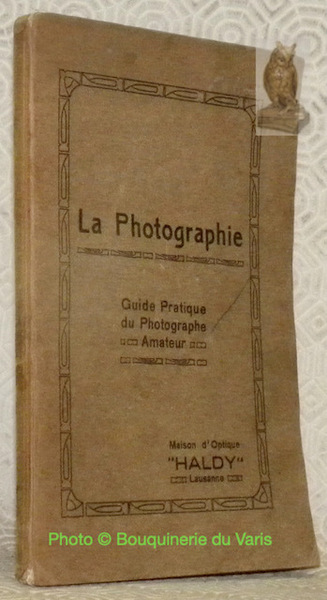 La Photographie
Guide Pratique
du Photographe
Amateur
Maison d'Optique
"HALDY"
Lausanne
Photo © Bouquinerie du Varis